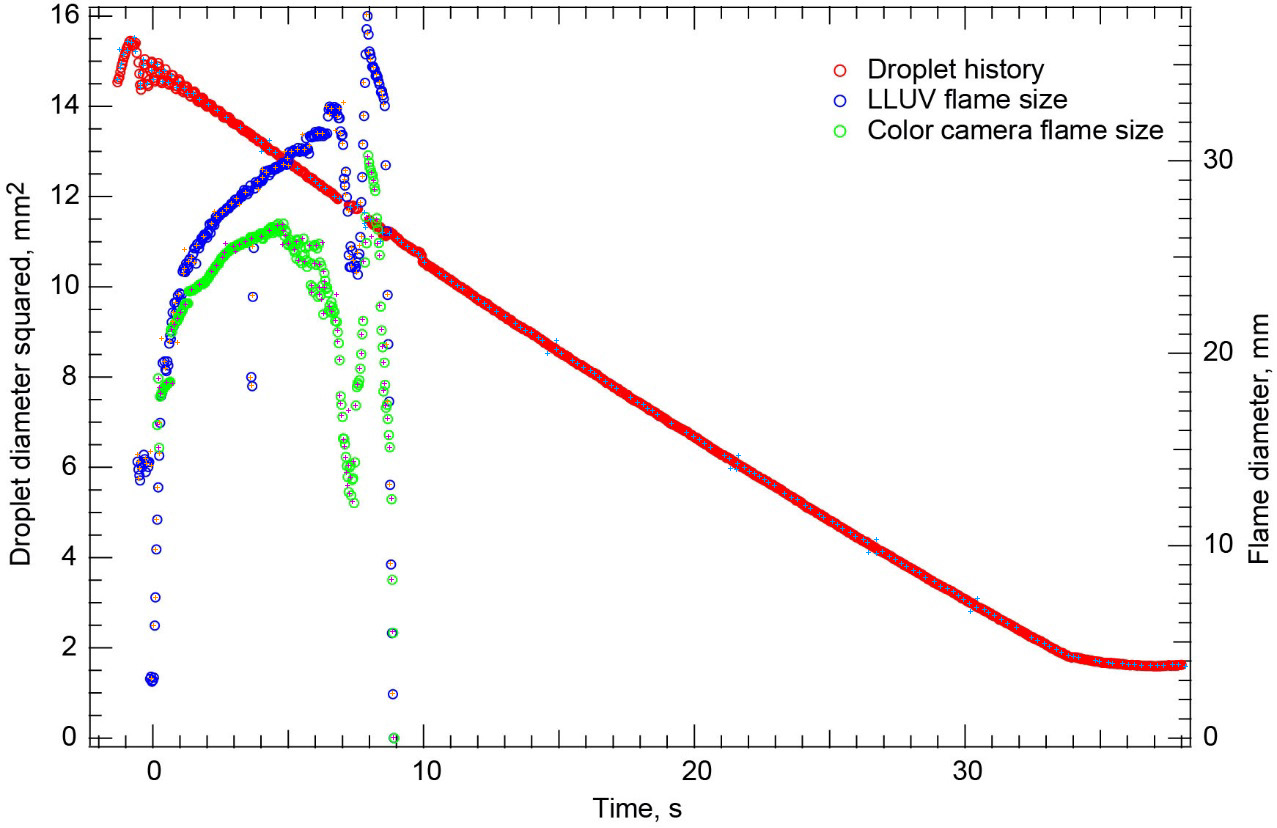 Droplet history
LLUV flame size
Color camera flame size
16
14
12
10
8
6
4
2
0
Droplet diameter squared, mm2
30
20
10
0
Flame diameter, mm
0 10 20 30
Time, s